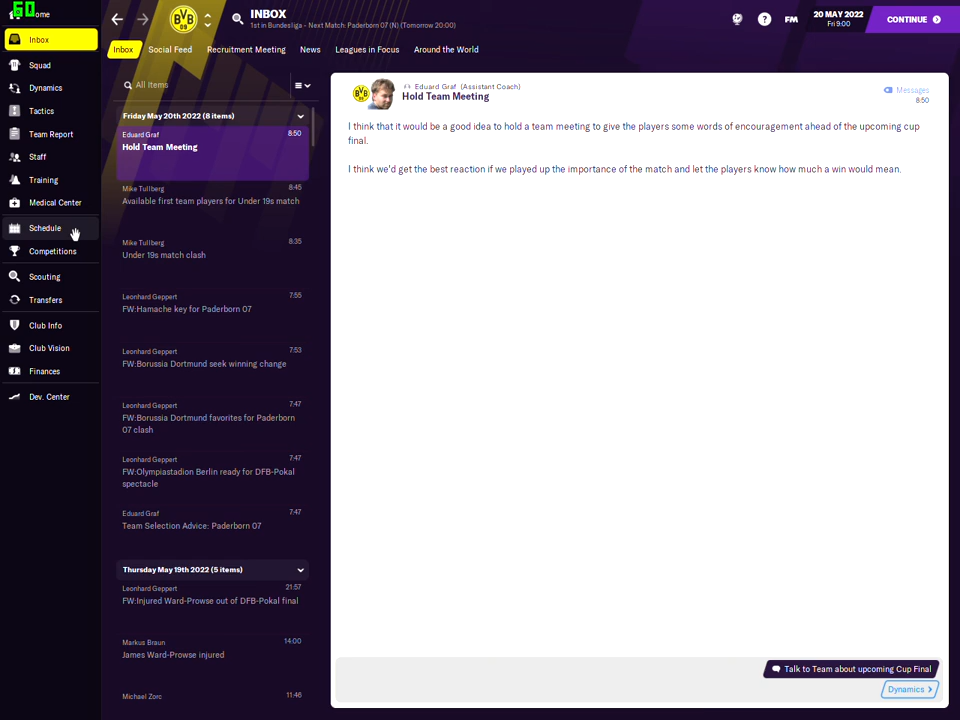 60
ome
INBOX
1st in Bundesliga - Next Match: Paderborn 07 (N) (Tomorrow 20:00)
FM
20 MAY 2022
Fri 9:00
CONTINUE
Inbox
Social Feed
Recruitment Meeting
News
Leagues in Focus
Around the World
Inbox
Squad
Dynamics
Tactics
Team Report
Staff
Training
Medical Center
Schedule
Competitions
Scouting
Transfers
Club Info
Club Vision
Finances
Dev. Center
All Items
Friday May 20th 2022 (8 items)
Eduard Graf 8:50
Hold Team Meeting
Mike Tullberg 8:45
Available first team players for Under 19s match
Mike Tullberg 8:35
Under 19s match clash
Leonhard Geppert 7:55
FW:Hamache key for Paderborn 07
Leonhard Geppert 7:53
FW:Borussia Dortmund seek winning change
Leonhard Geppert 7:47
FW:Borussia Dortmund favorites for Paderborn
07 clash
Leonhard Geppert 7:47
FW:Olympiastadion Berlin ready for DFB-Pokal
spectacle
Eduard Graf 7:47
Team Selection Advice: Paderborn 07
Thursday May 19th 2022 (5 items)
Leonhard Geppert 21:57
FW:Injured Ward-Prowse out of DFB-Pokal final
Markus Braun 14:00
James Ward-Prowse injured
Michael Zorc 11:46
Eduard Graf (Assistant Coach)
Hold Team Meeting
Messages
8:50
I think that it would be a good idea to hold a team meeting to give the players some words of encouragement ahead of the upcoming cup
final.
I think we'd get the best reaction if we played up the importance of the match and let the players know how much a win would mean.
Talk to Team about upcoming Cup Final
Dynamics